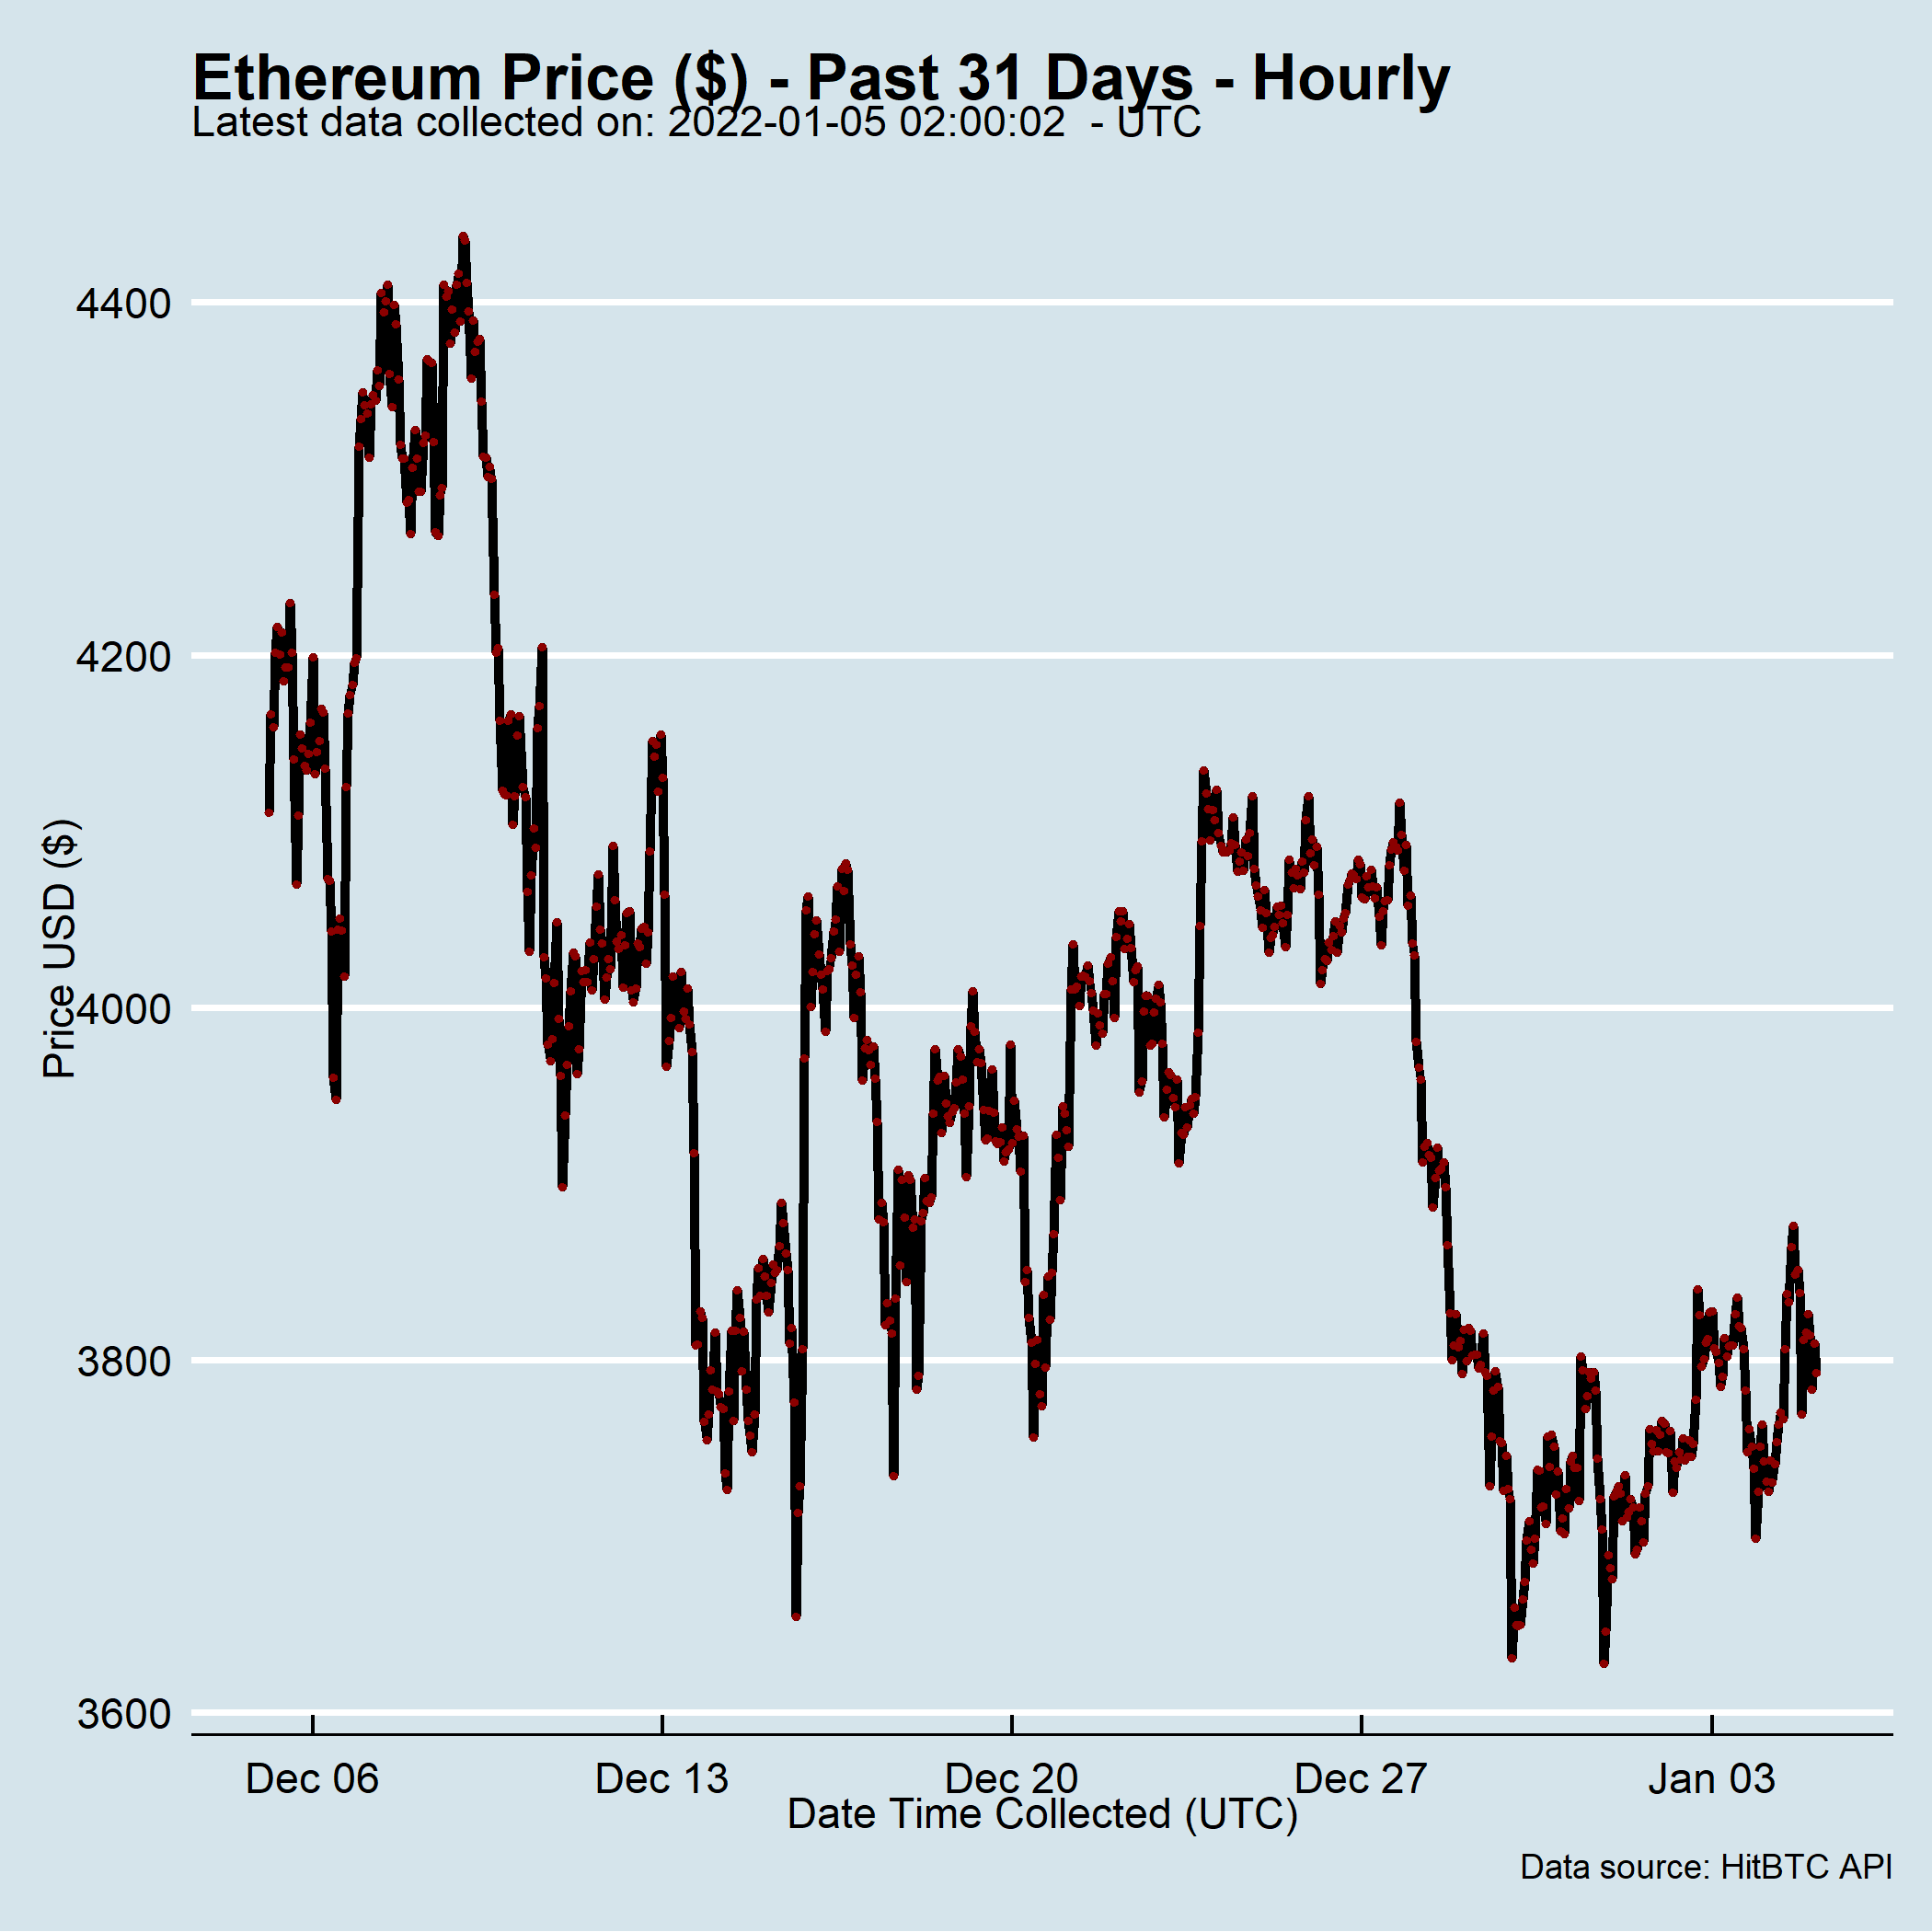 Ethereum Price ($) - Past 31 Days - Hourly
Latest data collected on: 2022-01-05 02:00:02  - UTC
Price USD ($)
4400
4200
4000
3800
3600
Dec 06 Dec 13 Dec 20 Dec 27 Jan 03
Date Time Collected (UTC)
Data source: HitBTC API